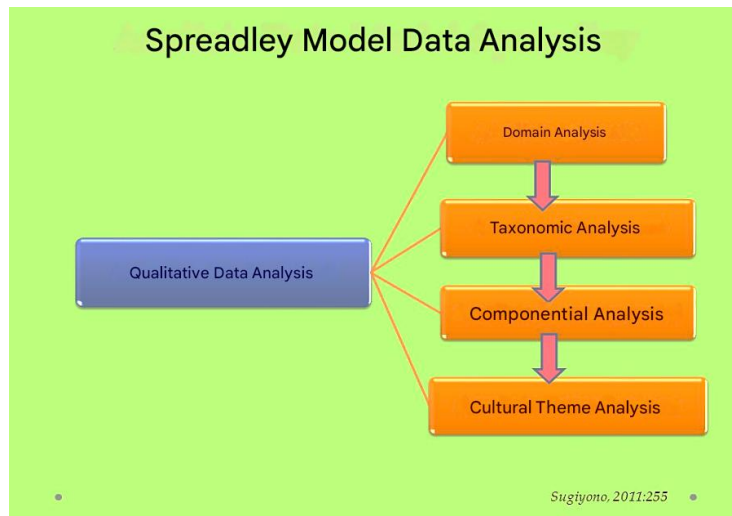 Spreadley Model Data Analysis
Domain Analysis
Taxonomic Analysis
Qualitative Data Analysis
Componential Analysis
Cultural Theme Analysis
Sugiyono, 2011:255